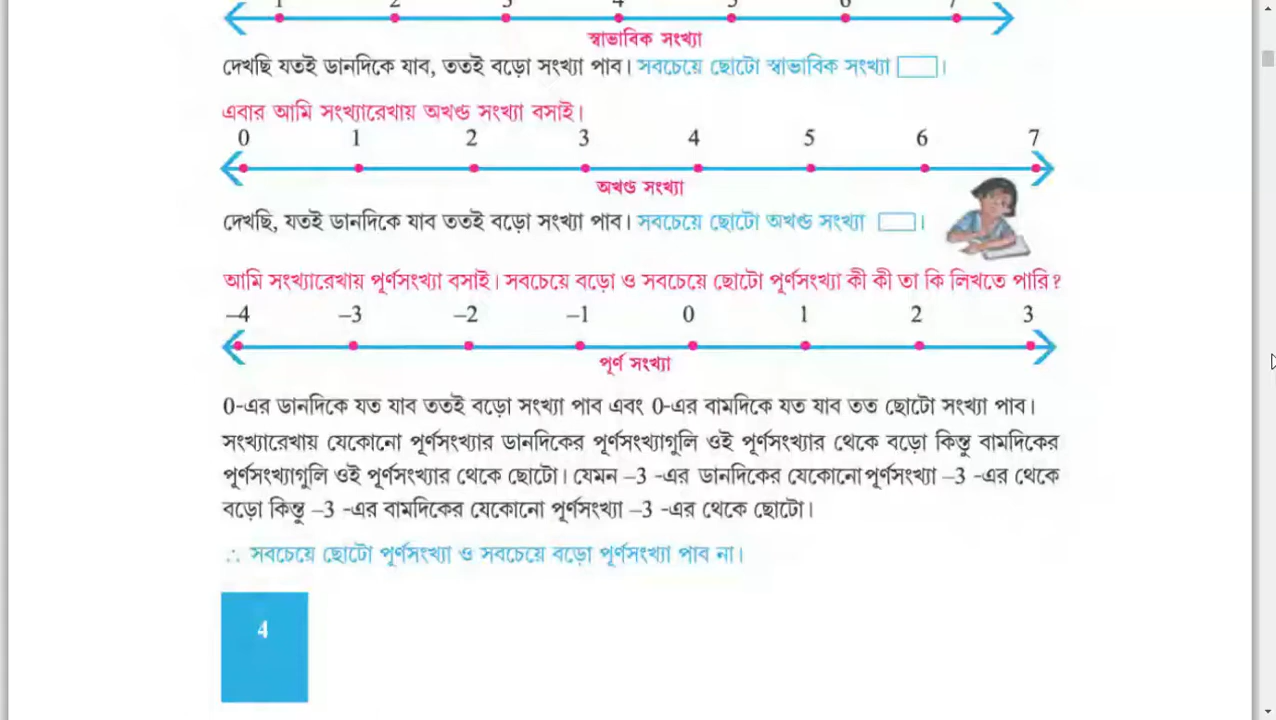 1 2 3 4 5 6 7
স্বাভাবিক সংখ্যা
দেখছি যতই ডানদিকে যাব, ততই বড়ো সংখ্যা পাব। সবচেয়ে ছোটো স্বাভাবিক সংখ্যা ।
এবার আমি সংখ্যারেখায় অখণ্ড সংখ্যা বসাই।
0 1 2 3 4 5 6 7
অখণ্ড সংখ্যা
দেখছি, যতই ডানদিকে যাব ততই বড়ো সংখ্যা পাব। সবচেয়ে ছোটো অখণ্ড সংখ্যা ।
আমি সংখ্যারেখায় পূর্ণসংখ্যা বসাই। সবচেয়ে বড়ো ও সবচেয়ে ছোটো পূর্ণসংখ্যা কী কী তা কি লিখতে পারি?
–4 –3 –2 –1 0 1 2 3
পূর্ণ সংখ্যা
0-এর ডানদিকে যত যাব ততই বড়ো সংখ্যা পাব এবং 0-এর বামদিকে যত যাব তত ছোটো সংখ্যা পাব।
সংখ্যারেখায় যেকোনো পূর্ণসংখ্যার ডানদিকের পূর্ণসংখ্যাগুলি ওই পূর্ণসংখ্যার থেকে বড়ো কিন্তু বামদিকের
পূর্ণসংখ্যাগুলি ওই পূর্ণসংখ্যার থেকে ছোটো। যেমন –3 -এর ডানদিকের যেকোনো পূর্ণসংখ্যা –3 -এর থেকে
বড়ো কিন্তু –3 -এর বামদিকের যেকোনো পূর্ণসংখ্যা –3 -এর থেকে ছোটো।
∴ সবচেয়ে ছোটো পূর্ণসংখ্যা ও সবচেয়ে বড়ো পূর্ণসংখ্যা পাব না।
4